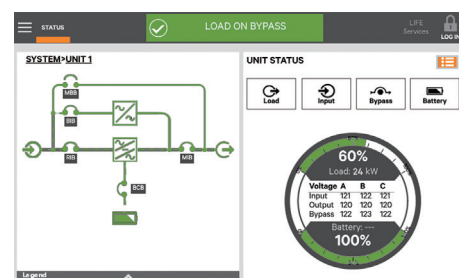 STATUS
LOAD ON BYPASS
LIFE
Services
LOG IN
SYSTEM>UNIT 1
MBB
BIB
RIB
MIB
BCB
Legend
UNIT STATUS
Load
Input
Bypass
Battery
60%
Load: 24 kW
Voltage A B C
Input 121 122 121
Output 120 120 120
Bypass 122 123 122
Battery: ---
100%